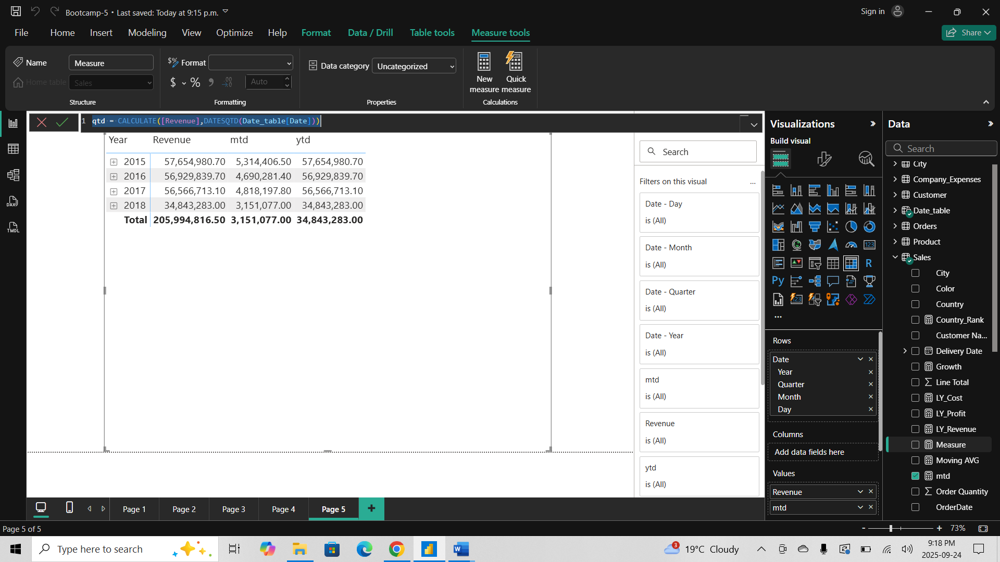 Bootcamp-5 • Last saved: Today at 9:15 p.m.
Sign in
File Home Insert Modeling View Optimize Help Format Data / Drill Table tools Measure tools
Share
Name Measure
Home table Sales
Structure
Format
$ % Auto
Formatting
Data category Uncategorized
Properties
New measure
Quick measure
Calculations
1 qtd = CALCULATE([Revenue],DATESQTD(Date_table[Date]))
Year Revenue mtd ytd
2015 57,654,980.70 5,314,406.50 57,654,980.70
2016 56,929,839.70 4,690,281.40 56,929,839.70
2017 56,566,713.10 4,818,197.80 56,566,713.10
2018 34,843,283.00 3,151,077.00 34,843,283.00
Total 205,994,816.50 3,151,077.00 34,843,283.00
Search
Filters on this visual ...
Date - Day
is (All)
Date - Month
is (All)
Date - Quarter
is (All)
Date - Year
is (All)
mtd
is (All)
Revenue
is (All)
ytd
is (All)
Visualizations
Build visual
123
R
Py
123
...
Rows
Date
Year
Quarter
Month
Day
Columns
Add data fields here
Values
Revenue
mtd
Data
Search
City
Company_Expenses
Customer
Date_table
Orders
Product
Sales
City
Color
Country
Country_Rank
Customer Na...
Delivery Date
Growth
Line Total
LY_Cost
LY_Profit
LY_Revenue
Measure
Moving AVG
mtd
Order Quantity
OrderDate
DAX
TMDL
Page 1 Page 2 Page 3 Page 4 Page 5 +
Page 5 of 5
- + 73%
Type here to search
3
19°C Cloudy
9:18 PM
2025-09-24